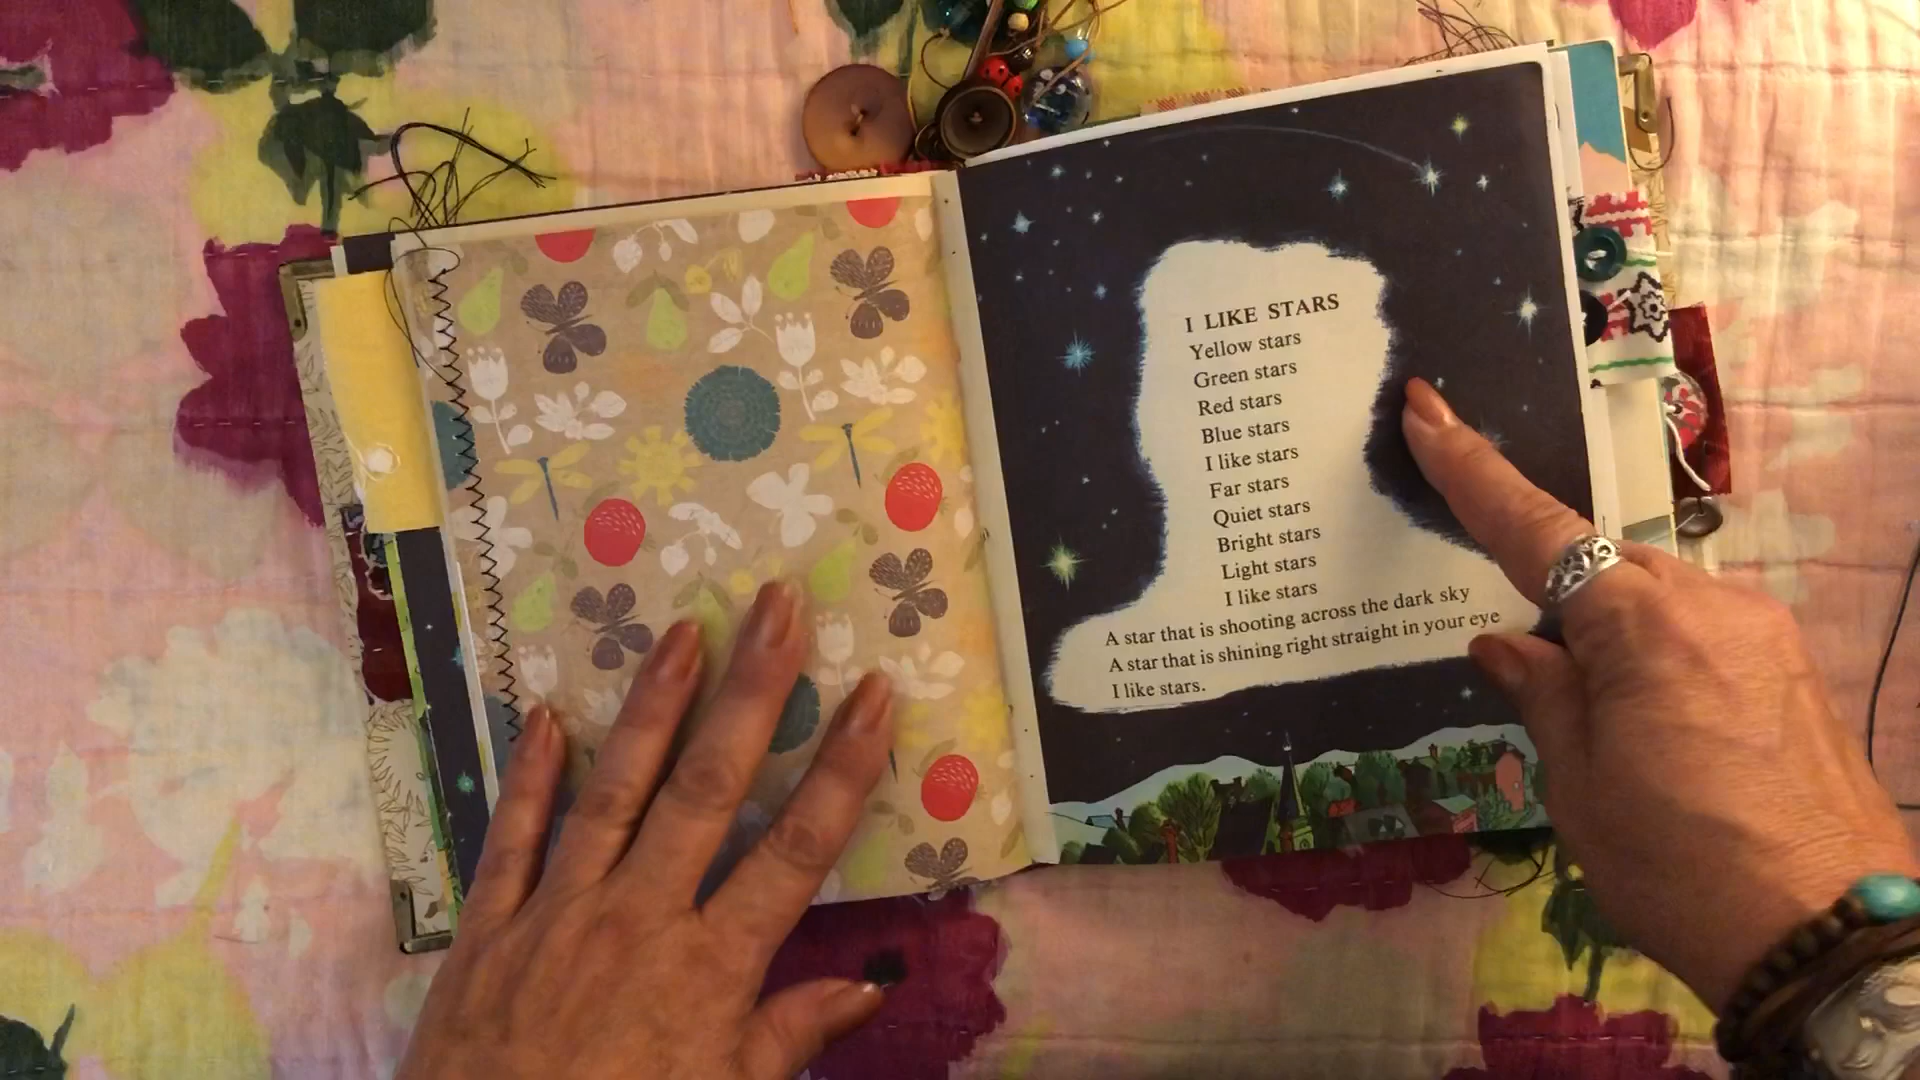 I LIKE STARS
Yellow stars
Green stars
Red stars
Blue stars
I like stars
Far stars
Quiet stars
Bright stars
Light stars
I like stars
A star that is shooting across the dark sky
A star that is shining right straight in your eye
I like stars.